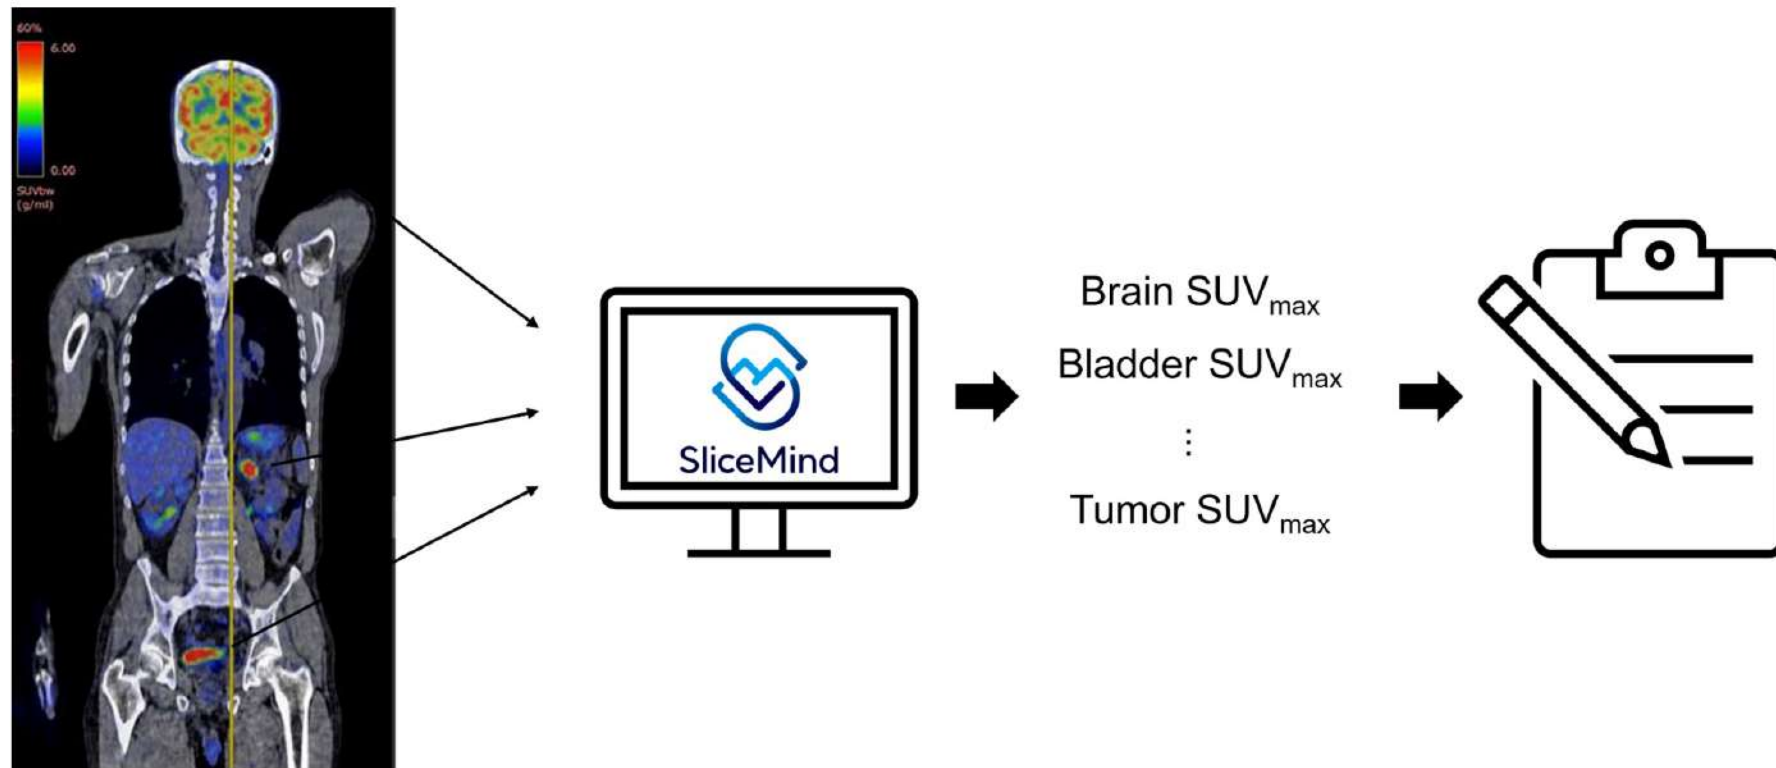 60%
6.00
0.00
SUVbw
(g/ml)
SliceMind
Brain SUVmax
Bladder SUVmax
⋮
Tumor SUVmax